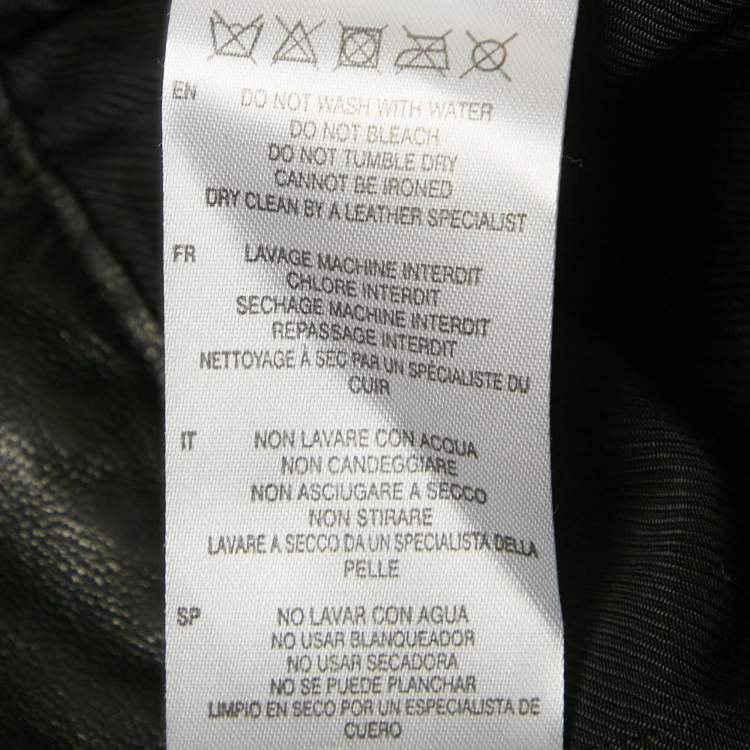 EN DO NOT WASH WITH WATER
DO NOT BLEACH
DO NOT TUMBLE DRY
CANNOT BE IRONED
DRY CLEAN BY A LEATHER SPECIALIST
FR LAVAGE MACHINE INTERDIT
CHLORE INTERDIT
SECHAGE MACHINE INTERDIT
REPASSAGE INTERDIT
NETTOYAGE À SEC PAR UN SPÉCIALISTE DU
CUIR
IT NON LAVARE CON ACQUA
NON CANDEGGIARE
NON ASCIUGARE A SECCO
NON STIRARE
LAVARE A SECCO DA UN SPECIALISTA DELLA
PELLE
SP NO LAVAR CON AGUA
NO USAR BLANQUEADOR
NO USAR SECADORA
NO SE PUEDE PLANCHAR
LIMPIO EN SECO POR UN ESPECIALISTA DE
CUERO